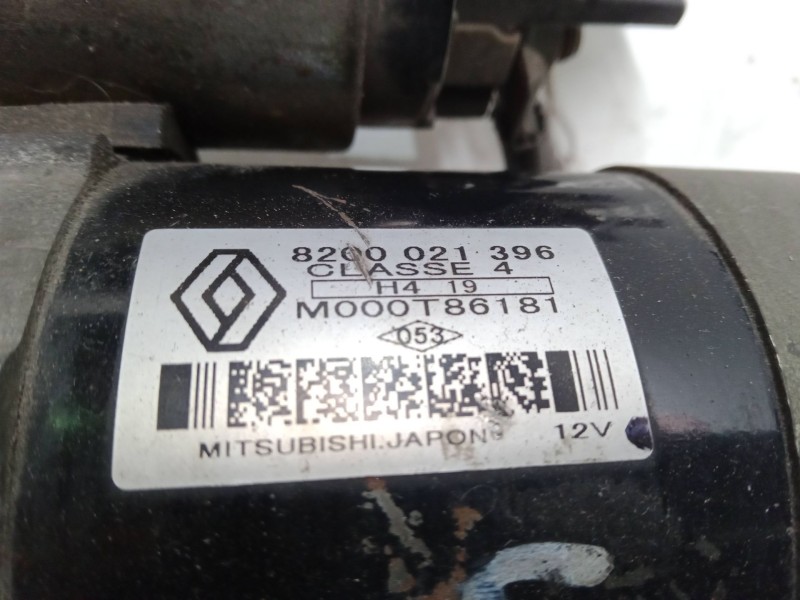 8200 021 396
CLASSE 4
H4 19
M000T86181
053
MITSUBISHI.JAPON
12V